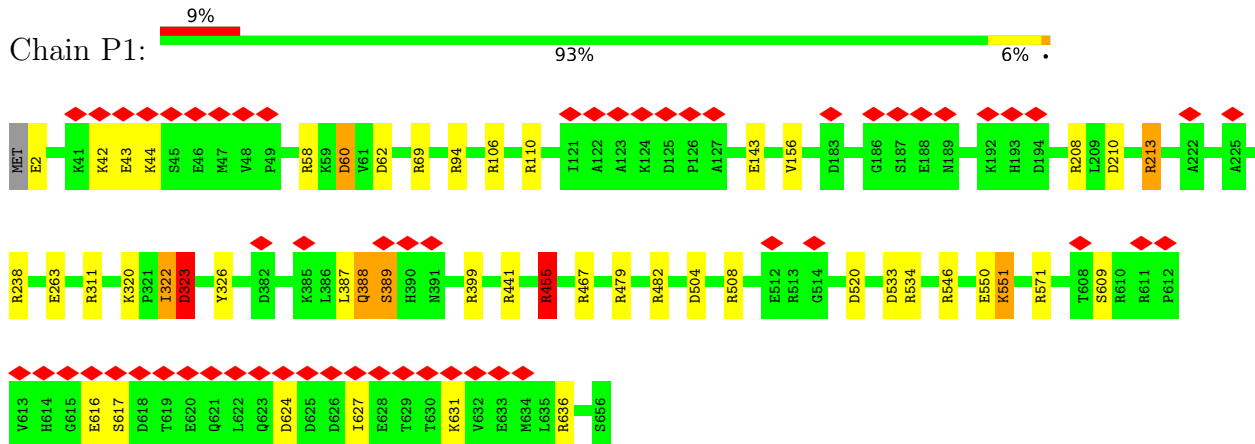 9%
Chain P1:
93% 6% •
MET E2 K41 K42 E43 K44 S45 E46 M47 V48 P49 R58 K59 D60 V61 D62 R69 R94 R106 R110 I121 A122 A123 K124 D125 P126 A127 E143 V156 D183 G186 S187 E188 N189 K192 H193 D194 R208 L209 D210 R213 A222 A225
R238 E263 R311 K320 P321 I322 D323 Y326 D382 K385 L386 L387 Q388 S389 H390 N391 R399 R441 R455 R467 R479 R482 D504 R508 E512 R513 G514 D520 D533 R534 R546 E550 K551 R571 T608 S609 R610 R611 P612
V613 H614 G615 E616 S617 D618 T619 E620 Q621 L622 Q623 D624 D625 D626 I627 E628 T629 T630 K631 V632 E633 M634 L635 R636 S656